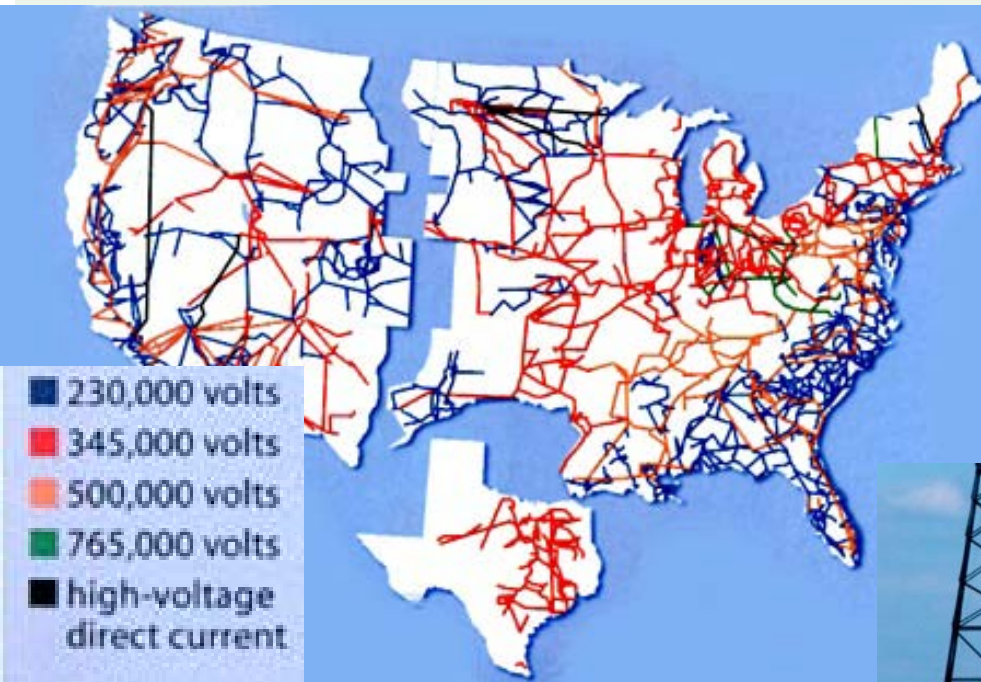 230,000 volts
345,000 volts
500,000 volts
765,000 volts
high-voltage
direct current